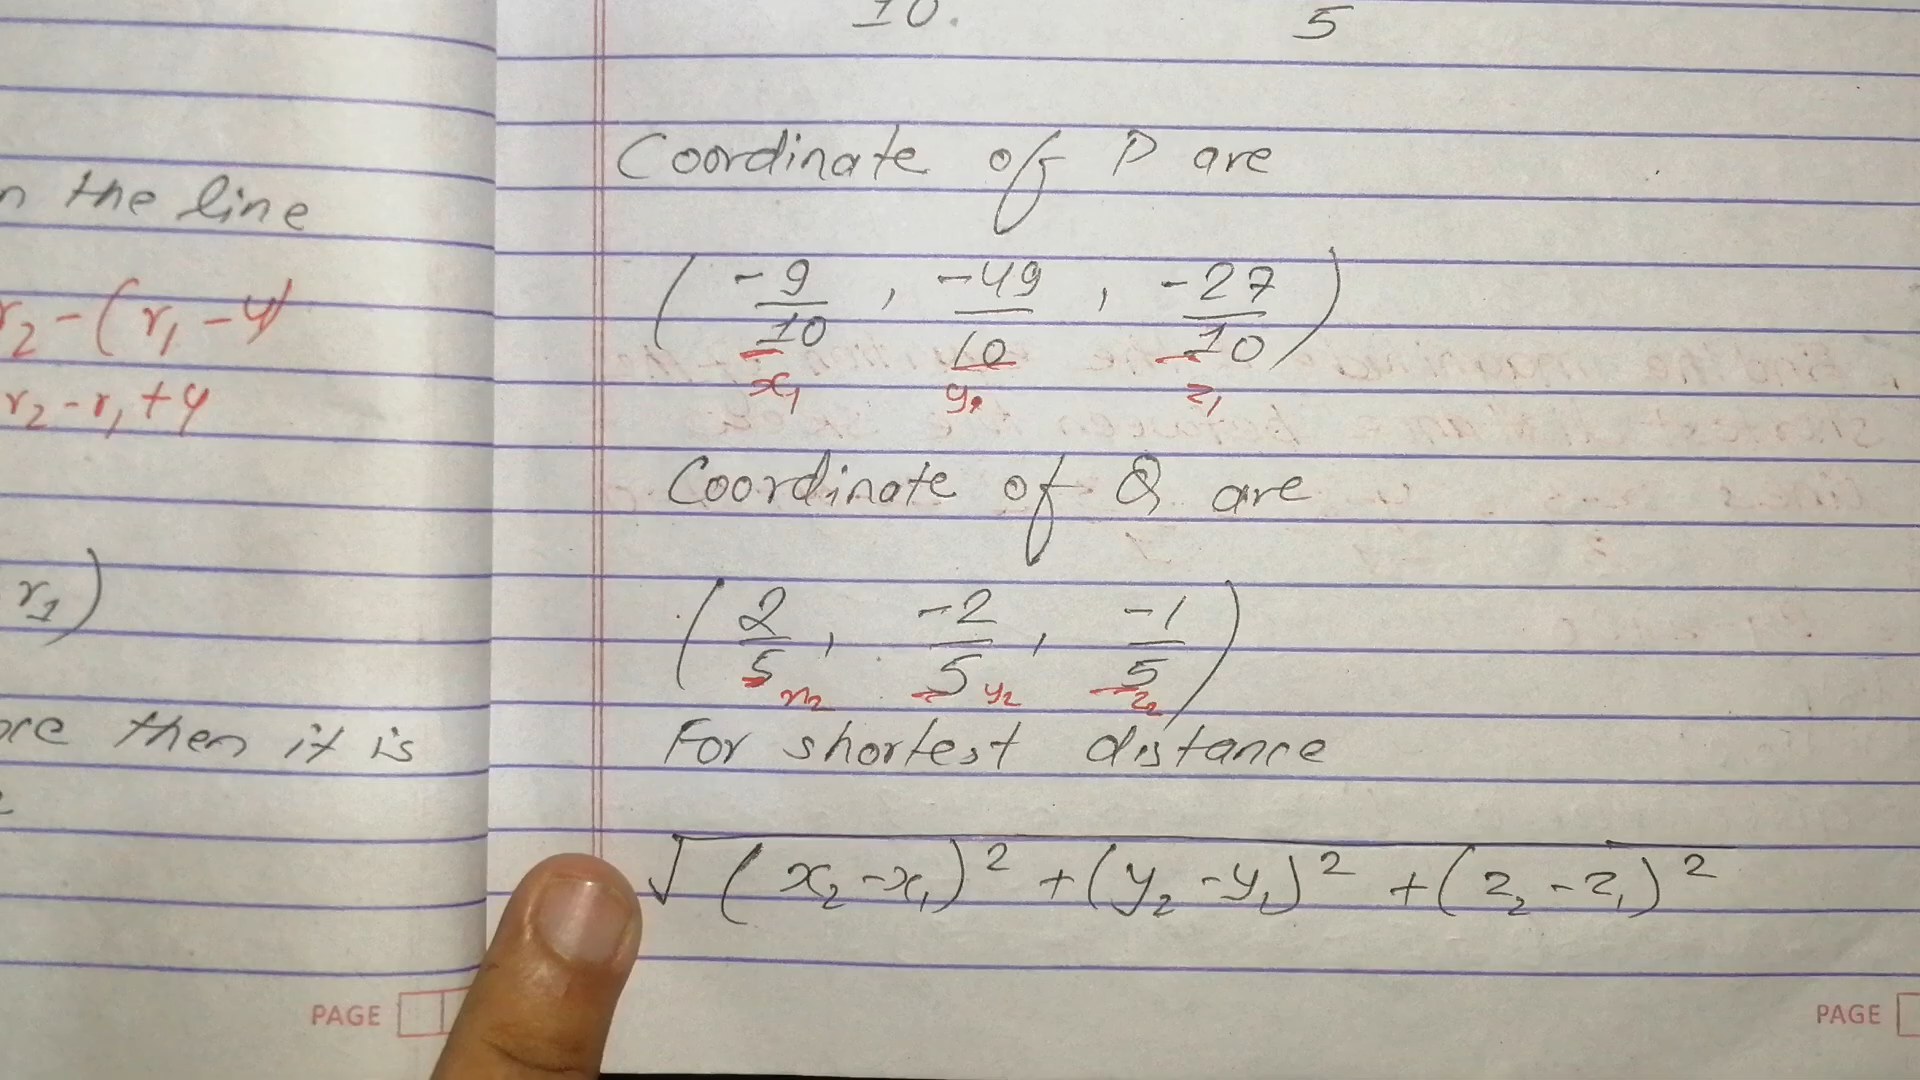 n the line
r₂-(r₁-4)
r₂-r₁+4
r₁)
ore then it is
PAGE
10. 5
Coordinate of P are
(-9/10, -49/10, -27/10)
x₁ y₁ z₁
Coordinate of Q are
(2/5, -2/5, -1/5)
x₂ y₂ z₂
For shortest distance
√(x₂-x₁)² + (y₂-y₁)² + (z₂-z₁)²
PAGE